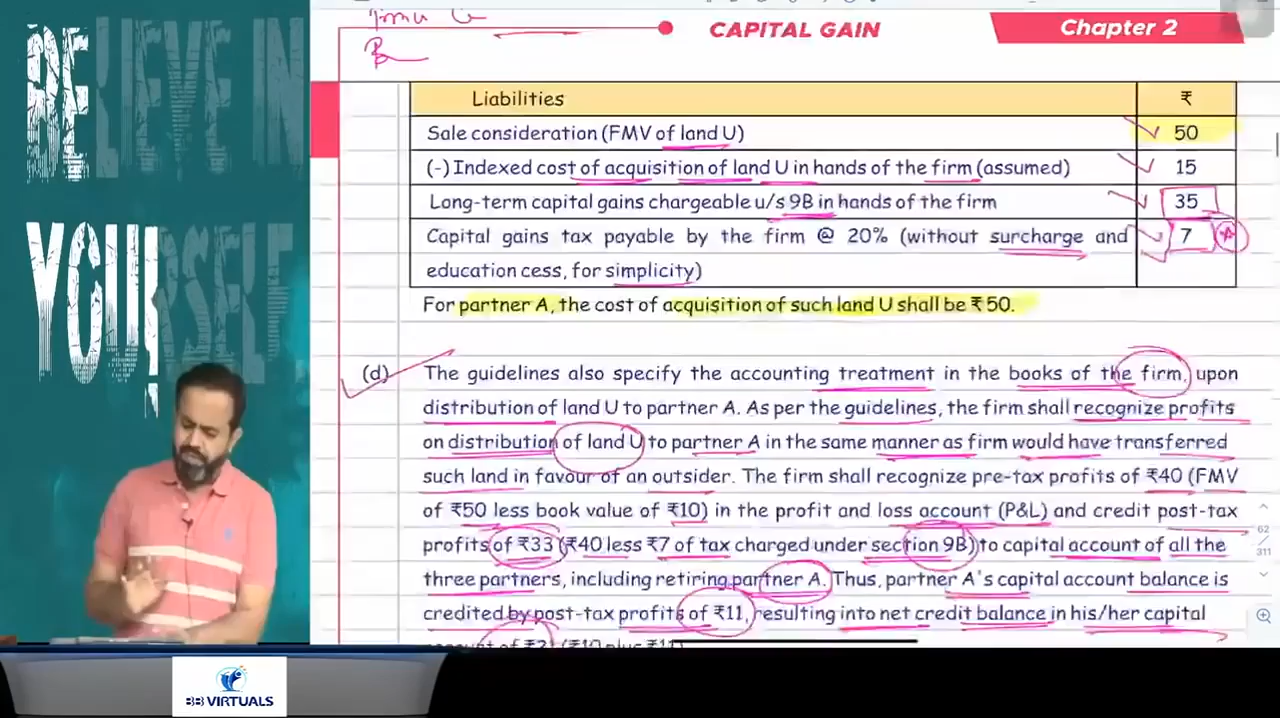 BELIEVE IN
YOURSELF
CAPITAL GAIN
Chapter 2
Liabilities ₹
Sale consideration (FMV of land U) 50
(-) Indexed cost of acquisition of land U in hands of the firm (assumed) 15
Long-term capital gains chargeable u/s 9B in hands of the firm 35
Capital gains tax payable by the firm @ 20% (without surcharge and 7
education cess, for simplicity)
For partner A, the cost of acquisition of such land U shall be ₹ 50.
(d) The guidelines also specify the accounting treatment in the books of the firm, upon
distribution of land U to partner A. As per the guidelines, the firm shall recognize profits
on distribution of land U to partner A in the same manner as firm would have transferred
such land in favour of an outsider. The firm shall recognize pre-tax profits of ₹40 (FMV
of ₹50 less book value of ₹10) in the profit and loss account (P&L) and credit post-tax
profits of ₹33 (₹40 less ₹7 of tax charged under section 9B) to capital account of all the
three partners, including retiring partner A. Thus, partner A's capital account balance is
credited by post-tax profits of ₹11, resulting into net credit balance in his/her capital
62
311
BB VIRTUALS